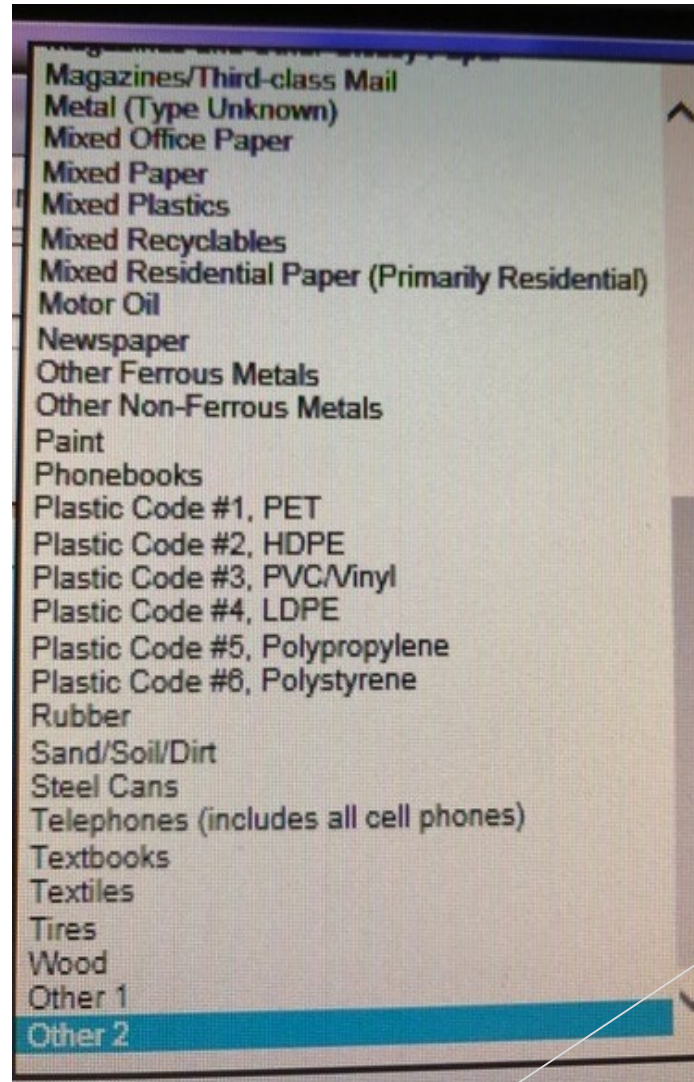 Magazines/Third-class Mail
Metal (Type Unknown)
Mixed Office Paper
Mixed Paper
Mixed Plastics
Mixed Recyclables
Mixed Residential Paper (Primarily Residential)
Motor Oil
Newspaper
Other Ferrous Metals
Other Non-Ferrous Metals
Paint
Phonebooks
Plastic Code #1, PET
Plastic Code #2, HDPE
Plastic Code #3, PVC/Vinyl
Plastic Code #4, LDPE
Plastic Code #5, Polypropylene
Plastic Code #6, Polystyrene
Rubber
Sand/Soil/Dirt
Steel Cans
Telephones (includes all cell phones)
Textbooks
Textiles
Tires
Wood
Other 1
Other 2